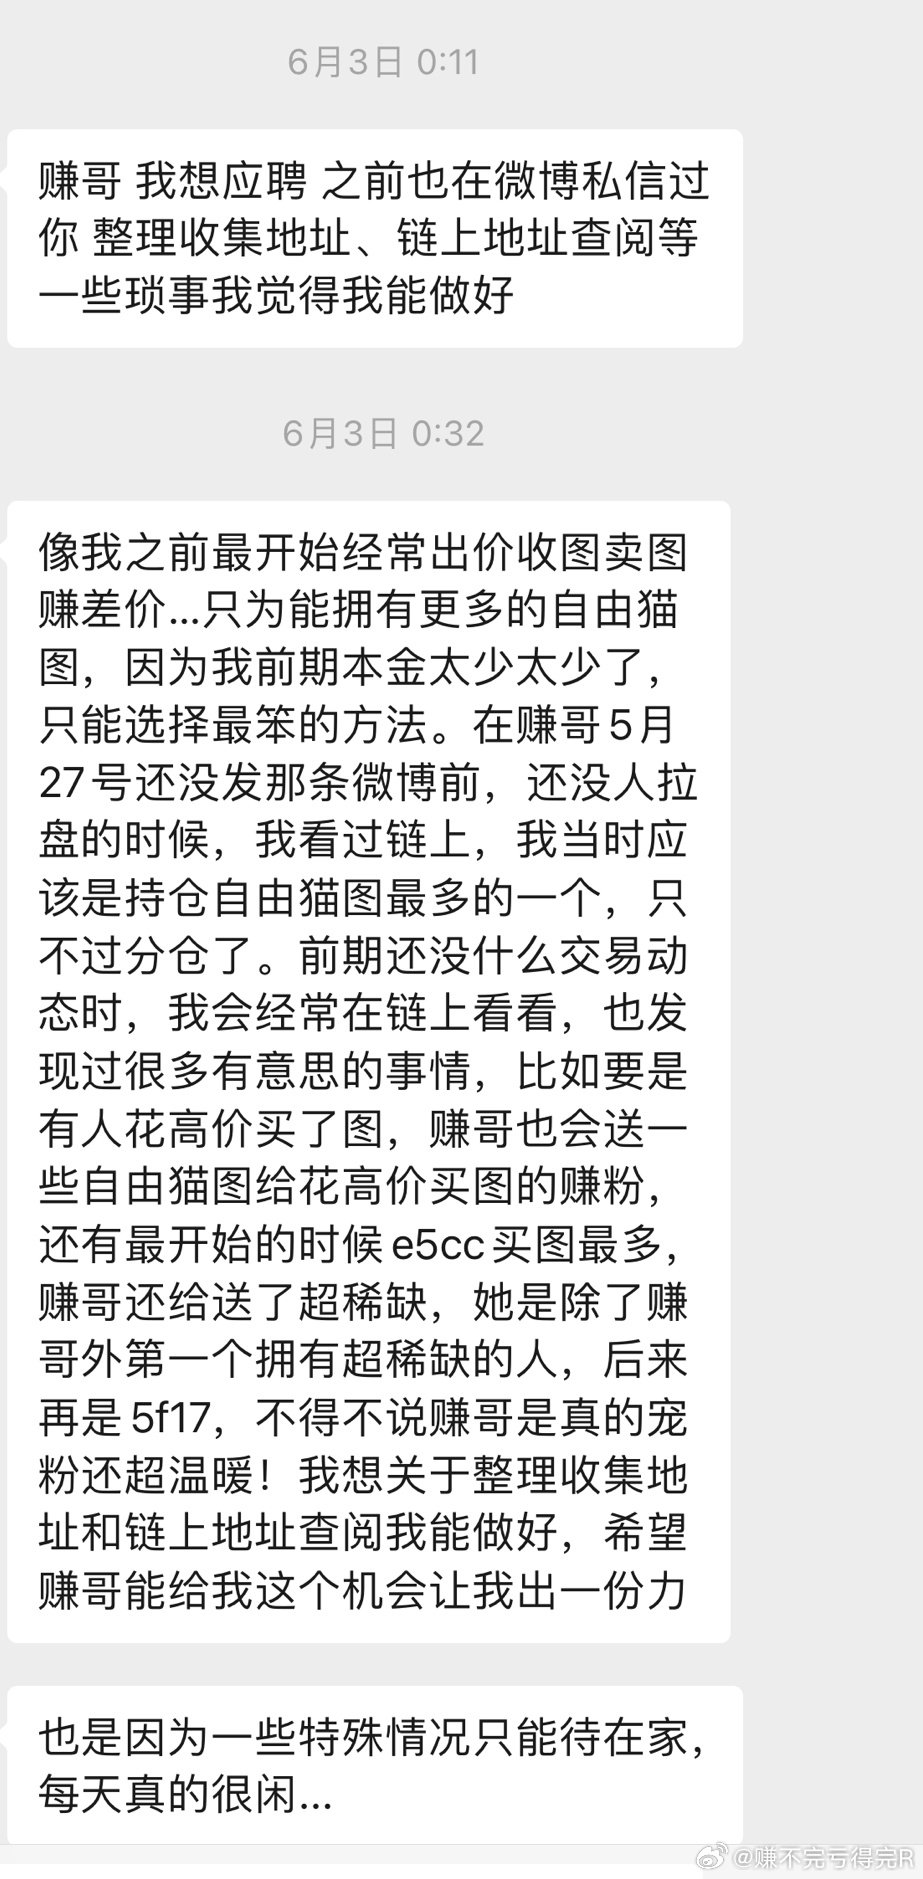 6月3日 0:11
赚哥 我想应聘 之前也在微博私信过
你 整理收集地址、链上地址查阅等
一些琐事我觉得我能做好
6月3日 0:32
像我之前最开始经常出价收图卖图
赚差价...只为能拥有更多的自由猫
图，因为我前期本金太少太少了，
只能选择最笨的方法。在赚哥5月
27号还没发那条微博前，还没人拉
盘的时候，我看过链上，我当时应
该是持仓自由猫图最多的一个，只
不过分仓了。前期还没什么交易动
态时，我会经常在链上看看，也发
现过很多有意思的事情，比如要是
有人花高价买了图，赚哥也会送一
些自由猫图给花高价买图的赚粉，
还有最开始的时候e5cc买图最多，
赚哥还给送了超稀缺，她是除了赚
哥外第一个拥有超稀缺的人，后来
再是5f17，不得不说赚哥是真的宠
粉还超温暖！我想关于整理收集地
址和链上地址查阅我能做好，希望
赚哥能给我这个机会让我出一份力
也是因为一些特殊情况只能待在家，
每天真的很闲...
@赚不完亏得完R